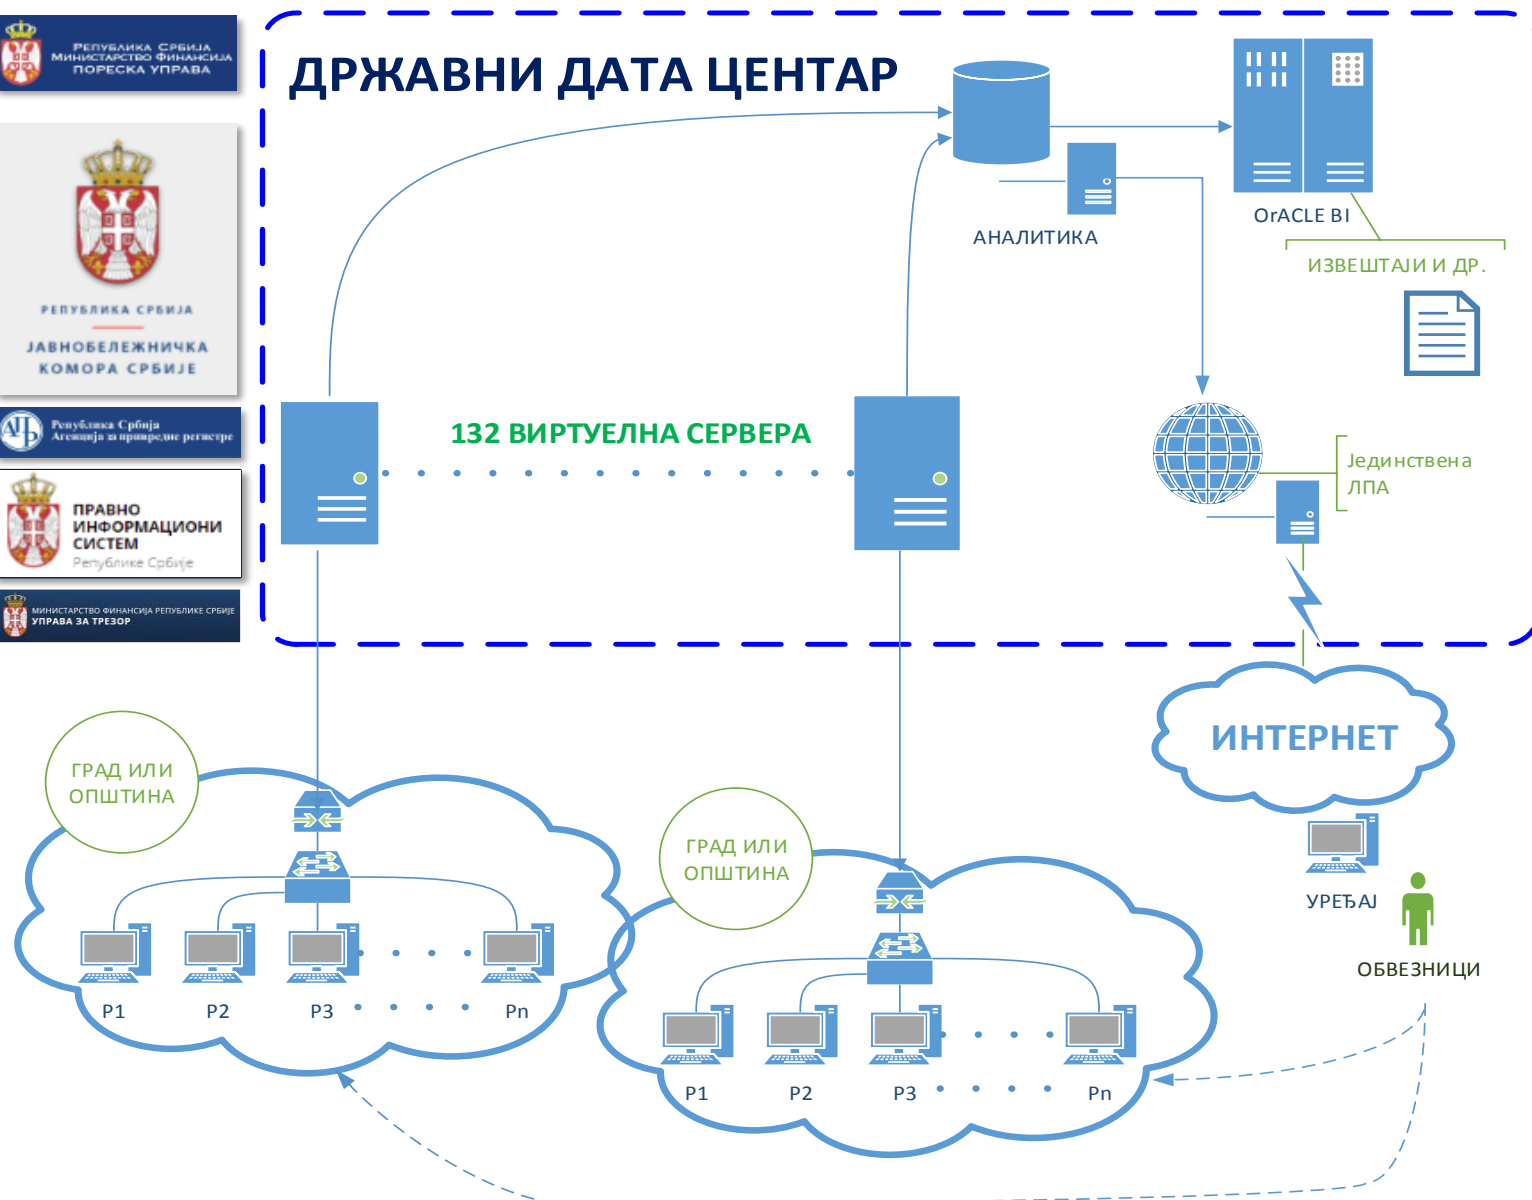 РЕПУБЛИКА СРБИЈА
МИНИСТАРСТВО ФИНАНСИЈА
ПОРЕСКА УПРАВА
РЕПУБЛИКА СРБИЈА
ЈАВНОБЕЛЕЖНИЧКА
КОМОРА СРБИЈЕ
АПР
Република Србија
Агенција за привредне регистре
ПРАВНО
ИНФОРМАЦИОНИ
СИСТЕМ
Републике Србије
МИНИСТАРСТВО ФИНАНСИЈА РЕПУБЛИКЕ СРБИЈЕ
УПРАВА ЗА ТРЕЗОР
ДРЖАВНИ ДАТА ЦЕНТАР
АНАЛИТИКА
OrACLE BI
ИЗВЕШТАЈИ И ДР.
132 ВИРТУЕЛНА СЕРВЕРА
Јединствена
ЛПА
ИНТЕРНЕТ
УРЕЂАЈ
ОБВЕЗНИЦИ
ГРАД ИЛИ
ОПШТИНА
P1 P2 P3 Pn
ГРАД ИЛИ
ОПШТИНА
P1 P2 P3 Pn